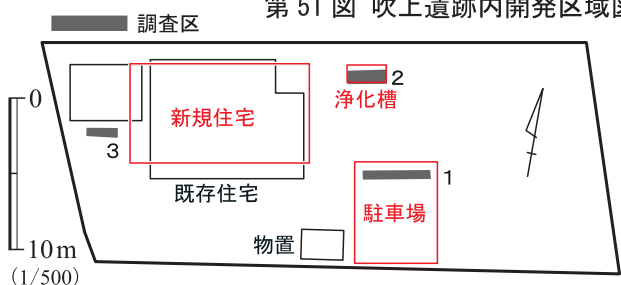 第 51 図 吹上遺跡内開発区域図
調査区
0
新規住宅
2
浄化槽
3
1
既存住宅
駐車場
物置
10m
(1/500)